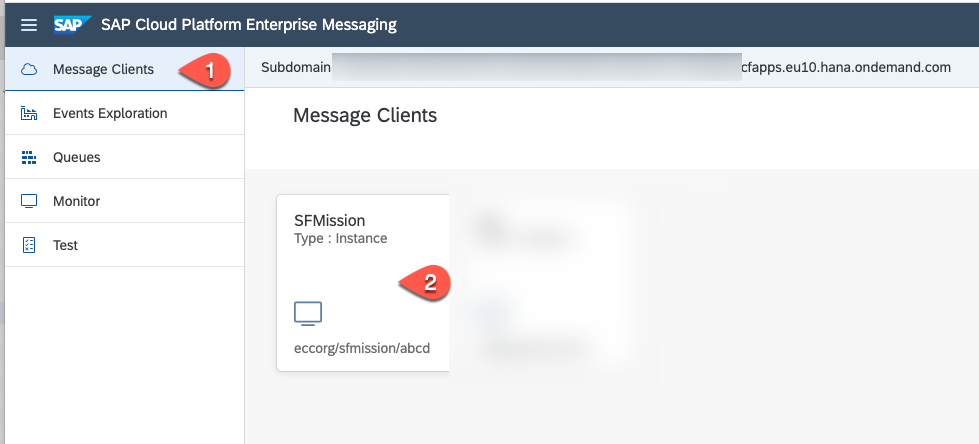 SAP SAP Cloud Platform Enterprise Messaging
Message Clients
1
Subdomain
cfapps.eu10.hana.ondemand.com
Events Exploration
Queues
Monitor
Test
Message Clients
SFMission
Type : Instance
2
eccorg/sfmission/abcd